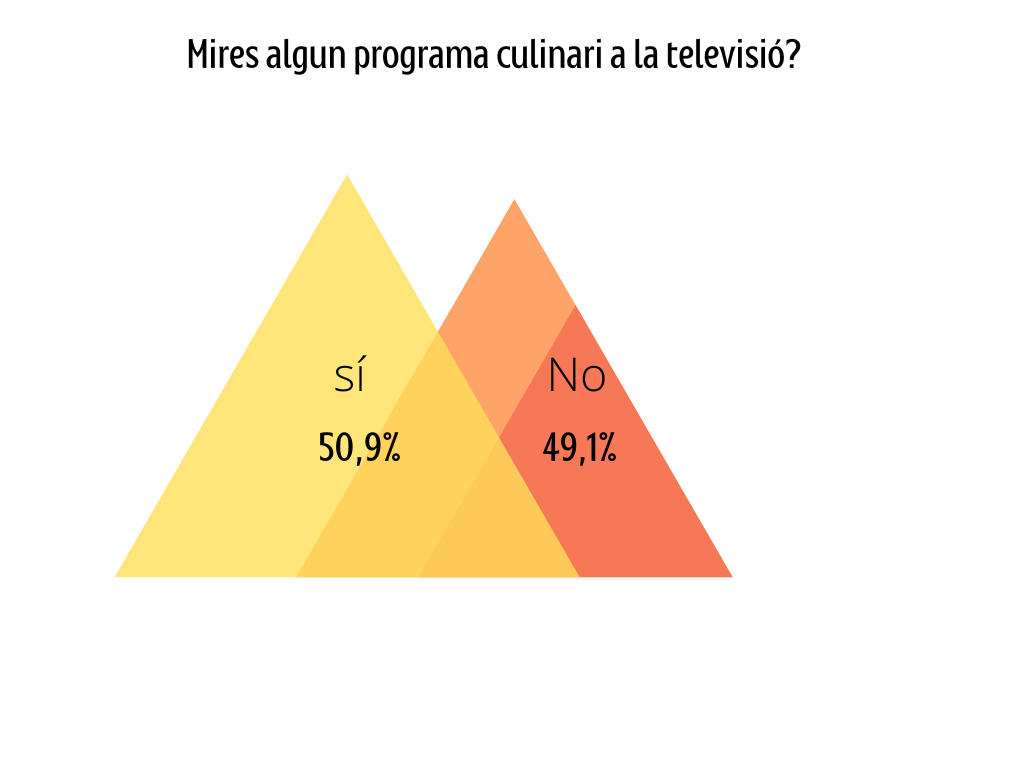 Mires algun programa culinari a la televisió?
sí
No
50,9%
49,1%